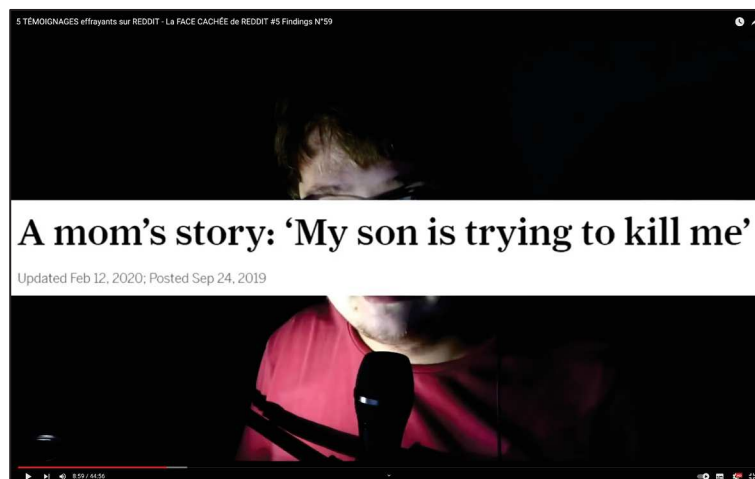 5 TÉMOIGNAGES effrayants sur REDDIT - La FACE CACHÉE de REDDIT #5 Findings N°59
A mom’s story: ‘My son is trying to kill me’
Updated Feb 12, 2020; Posted Sep 24, 2019
8:59 / 44:56